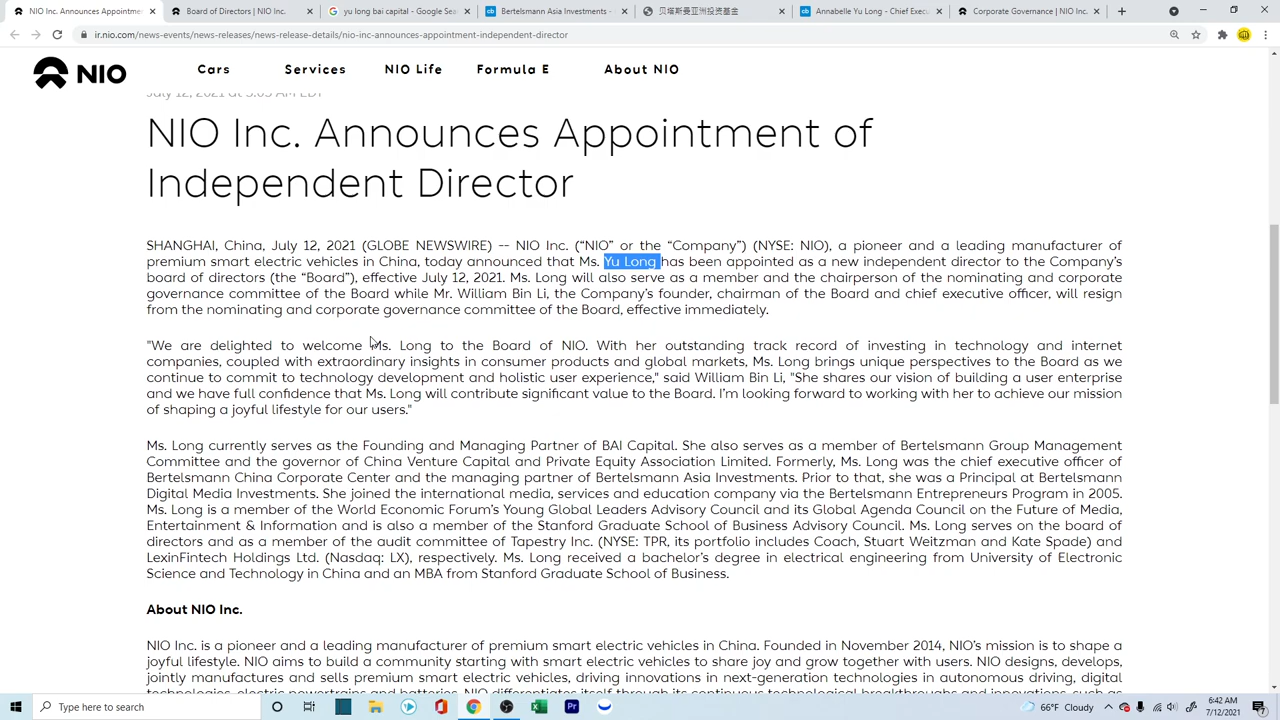 NIO Inc. Announces Appointment
Board of Directors | NIO Inc.
yu long bai capital - Google Sea
Bertelsmann Asia Investments -
贝塔斯曼亚洲投资基金
Annabelle Yu Long - Chief Exec
Corporate Governance | NIO Inc.
ir.nio.com/news-events/news-releases/news-release-details/nio-inc-announces-appointment-independent-director
NIO
Cars
Services
NIO Life
Formula E
About NIO
July 12, 2021 at 5:05 AM EDT
NIO Inc. Announces Appointment of
Independent Director
SHANGHAI, China, July 12, 2021 (GLOBE NEWSWIRE) -- NIO Inc. (“NIO” or the “Company”) (NYSE: NIO), a pioneer and a leading manufacturer of
premium smart electric vehicles in China, today announced that Ms. Yu Long has been appointed as a new independent director to the Company’s
board of directors (the “Board”), effective July 12, 2021. Ms. Long will also serve as a member and the chairperson of the nominating and corporate
governance committee of the Board while Mr. William Bin Li, the Company’s founder, chairman of the Board and chief executive officer, will resign
from the nominating and corporate governance committee of the Board, effective immediately.
"We are delighted to welcome Ms. Long to the Board of NIO. With her outstanding track record of investing in technology and internet
companies, coupled with extraordinary insights in consumer products and global markets, Ms. Long brings unique perspectives to the Board as we
continue to commit to technology development and holistic user experience," said William Bin Li, "She shares our vision of building a user enterprise
and we have full confidence that Ms. Long will contribute significant value to the Board. I’m looking forward to working with her to achieve our mission
of shaping a joyful lifestyle for our users."
Ms. Long currently serves as the Founding and Managing Partner of BAI Capital. She also serves as a member of Bertelsmann Group Management
Committee and the governor of China Venture Capital and Private Equity Association Limited. Formerly, Ms. Long was the chief executive officer of
Bertelsmann China Corporate Center and the managing partner of Bertelsmann Asia Investments. Prior to that, she was a Principal at Bertelsmann
Digital Media Investments. She joined the international media, services and education company via the Bertelsmann Entrepreneurs Program in 2005.
Ms. Long is a member of the World Economic Forum’s Young Global Leaders Advisory Council and its Global Agenda Council on the Future of Media,
Entertainment & Information and is also a member of the Stanford Graduate School of Business Advisory Council. Ms. Long serves on the board of
directors and as a member of the audit committee of Tapestry Inc. (NYSE: TPR, its portfolio includes Coach, Stuart Weitzman and Kate Spade) and
LexinFintech Holdings Ltd. (Nasdaq: LX), respectively. Ms. Long received a bachelor’s degree in electrical engineering from University of Electronic
Science and Technology in China and an MBA from Stanford Graduate School of Business.
About NIO Inc.
NIO Inc. is a pioneer and a leading manufacturer of premium smart electric vehicles in China. Founded in November 2014, NIO’s mission is to shape a
joyful lifestyle. NIO aims to build a community starting with smart electric vehicles to share joy and grow together with users. NIO designs, develops,
jointly manufactures and sells premium smart electric vehicles, driving innovations in next-generation technologies in autonomous driving, digital
technologies, electric powertrains and batteries. NIO differentiates itself through its continuous technological breakthroughs and innovations, such as
Type here to search
66°F Cloudy
6:42 AM
7/12/2021